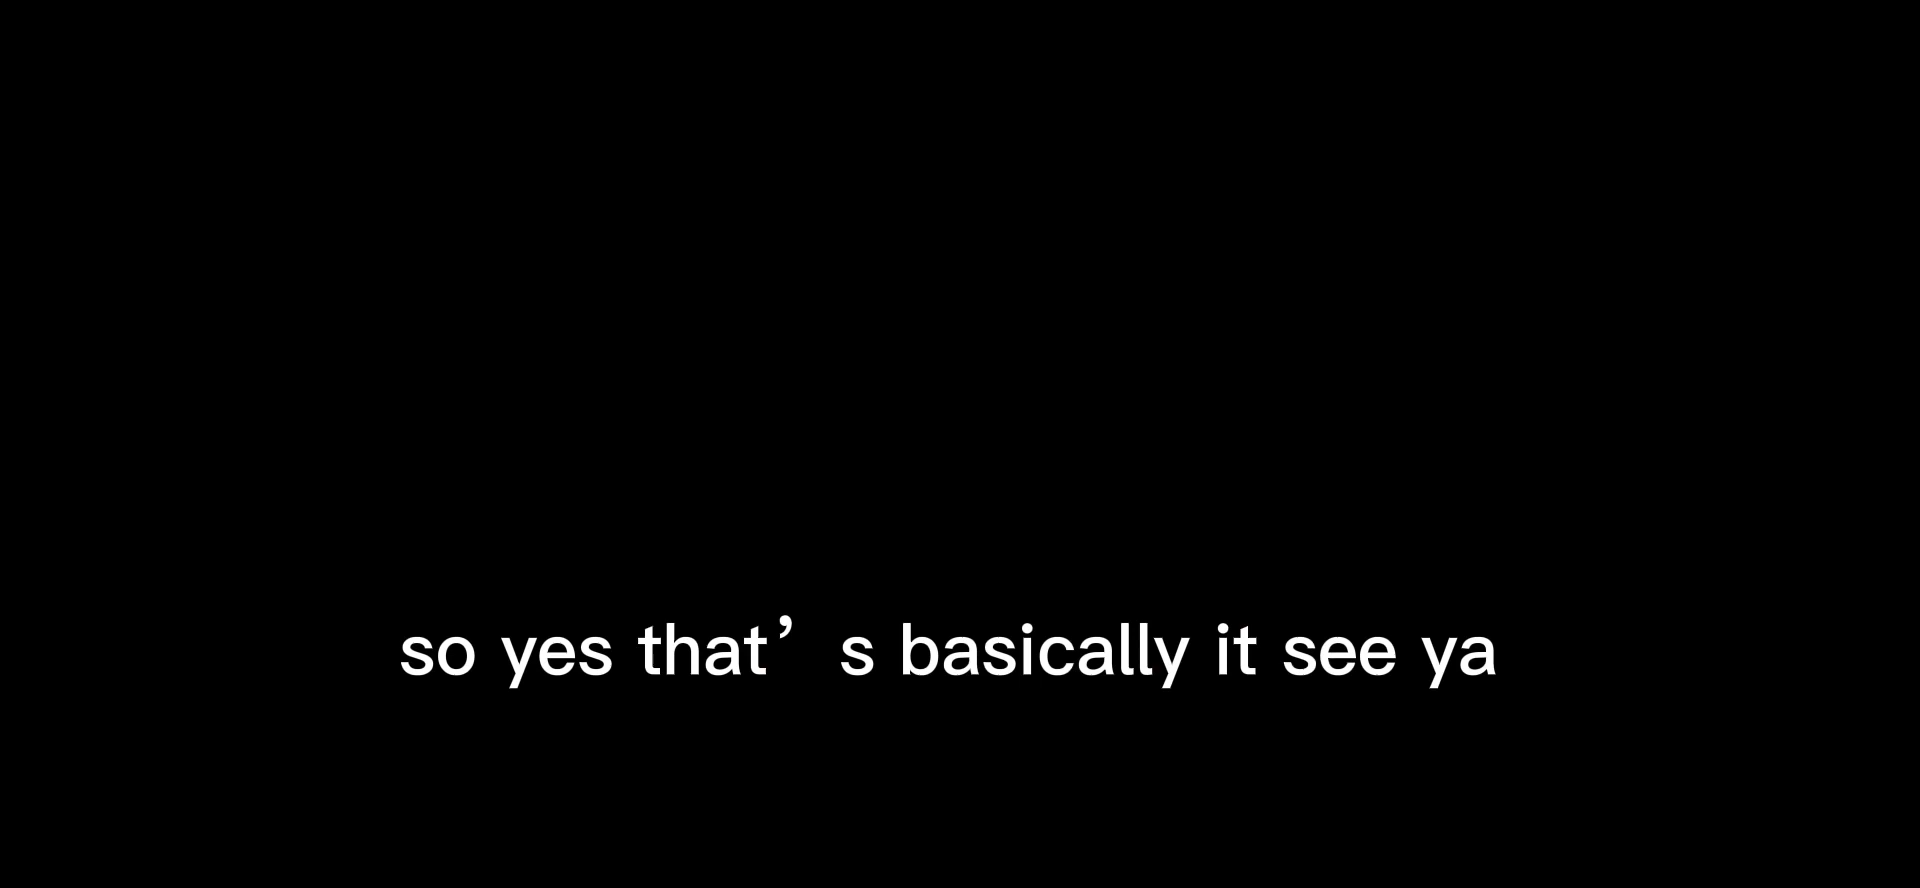 so yes that’s basically it see ya